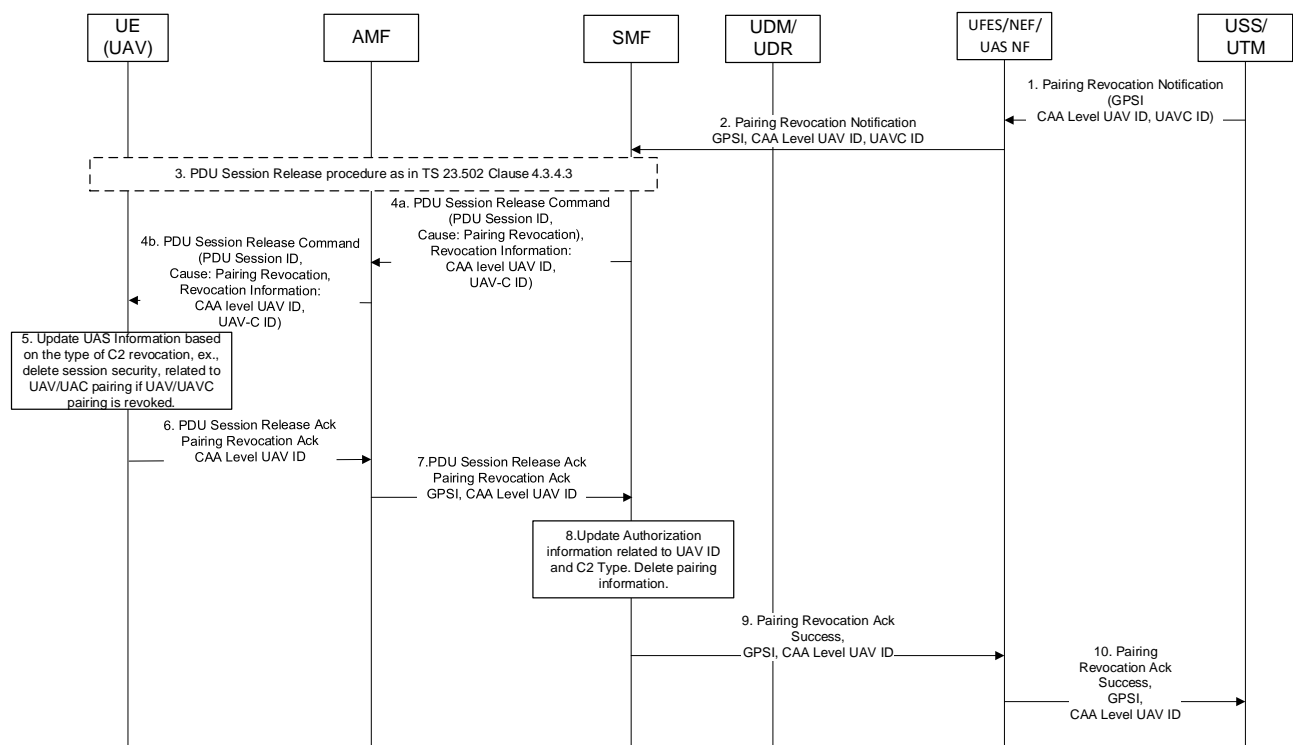 UE
(UAV)
AMF
SMF
UDM/
UDR
UFES/NEF/
UAS NF
USS/
UTM
1. Pairing Revocation Notification
(GPSI
CAA Level UAV ID, UAVC ID)
2. Pairing Revocation Notification
GPSI, CAA Level UAV ID, UAVC ID
3. PDU Session Release procedure as in TS 23.502 Clause 4.3.4.3
4a. PDU Session Release Command
(PDU Session ID,
Cause: Pairing Revocation),
Revocation Information:
CAA level UAV ID,
UAV-C ID)
4b. PDU Session Release Command
(PDU Session ID,
Cause: Pairing Revocation,
Revocation Information:
CAA level UAV ID,
UAV-C ID)
5. Update UAS Information based
on the type of C2 revocation, ex.,
delete session security, related to
UAV/UAC pairing if UAV/UAVC
pairing is revoked.
6. PDU Session Release Ack
Pairing Revocation Ack
CAA Level UAV ID
7.PDU Session Release Ack
Pairing Revocation Ack
GPSI, CAA Level UAV ID
8.Update Authorization
information related to UAV ID
and C2 Type. Delete pairing
information.
9. Pairing Revocation Ack
Success,
GPSI, CAA Level UAV ID
10. Pairing
Revocation Ack
Success,
GPSI,
CAA Level UAV ID